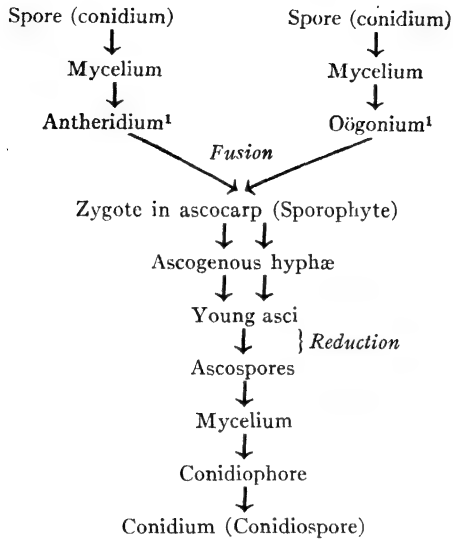 Spore (conidium) Spore (conidium)
Mycelium Mycelium
Antheridium¹ Oögonium¹
Fusion
Zygote in ascocarp (Sporophyte)
Ascogenous hyphæ
Young asci
} Reduction
Ascospores
Mycelium
Conidiophore
Conidium (Conidiospore)